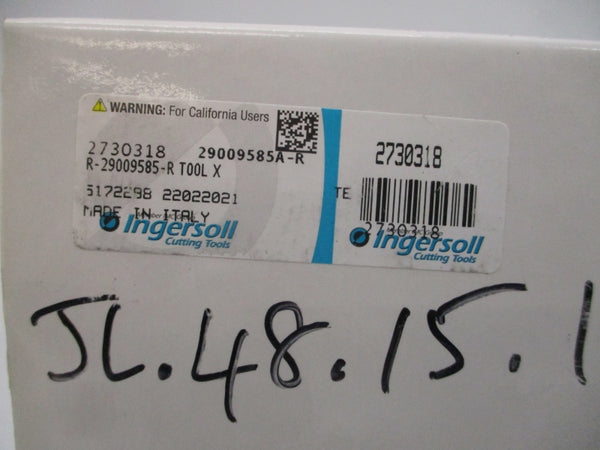 WARNING: For California Users
2730318 29009585A-R
R-29009585-R TOOL X
5172298 22022021
MADE IN ITALY
Ingersoll
Cutting Tools
2730318
TE
2730318
Ingersoll
Cutting Tools
JL.48.15.1